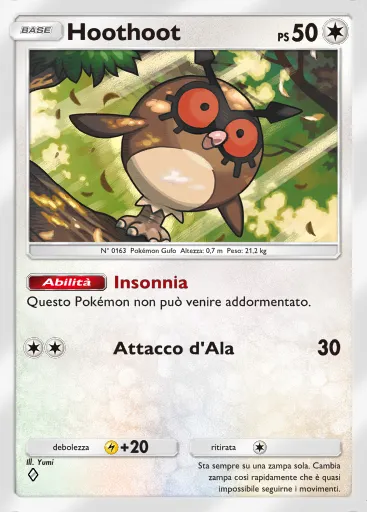 BASE Hoothoot PS 50
N° 0163 Pokémon Gufo Altezza: 0,7 m Peso: 21,2 kg
Abilità Insonnia
Questo Pokémon non può venire addormentato.
Attacco d'Ala 30
debolezza +20 ritirata
Ill. Yumi
Sta sempre su una zampa sola. Cambia
zampa così rapidamente che è quasi
impossibile seguirne i movimenti.